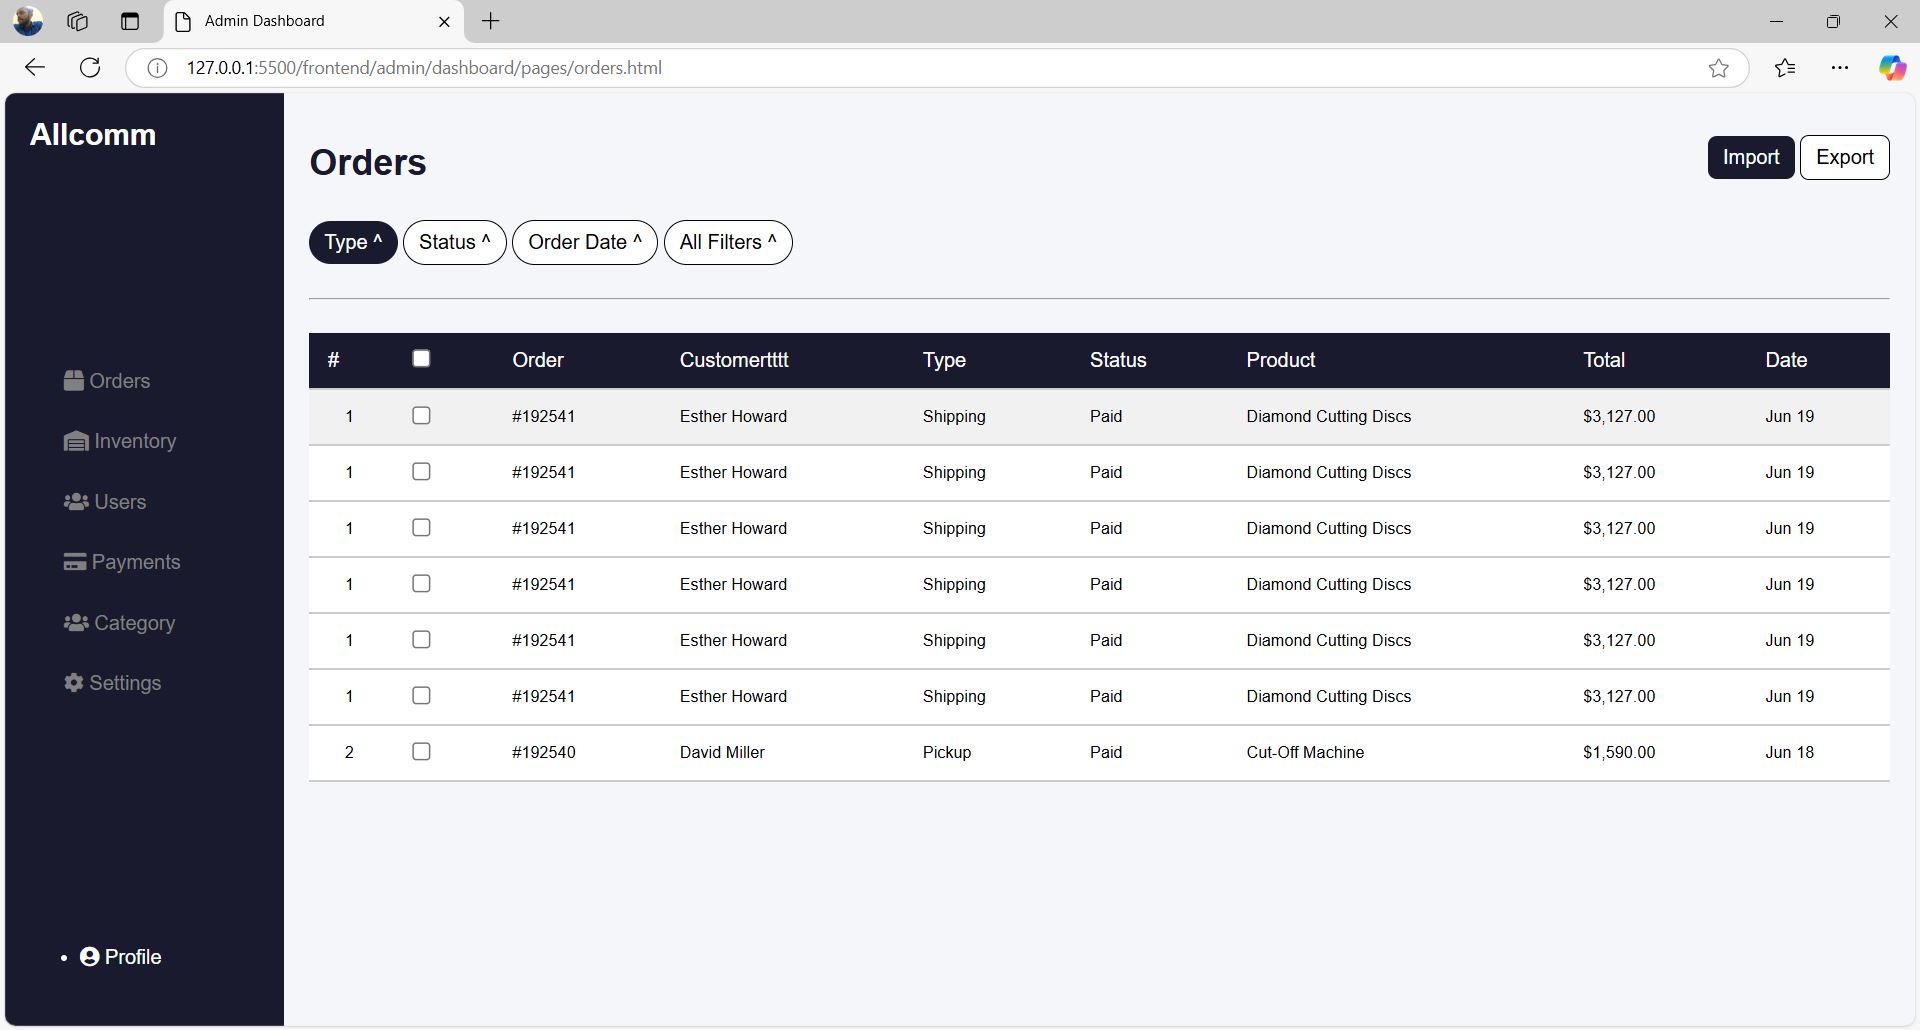 Admin Dashboard
127.0.0.1:5500/frontend/admin/dashboard/pages/orders.html
Allcomm
Orders
Inventory
Users
Payments
Category
Settings
Profile
Orders
Import Export
Type ^ Status ^ Order Date ^ All Filters ^
# Order Customertttt Type Status Product Total Date
1 #192541 Esther Howard Shipping Paid Diamond Cutting Discs $3,127.00 Jun 19
1 #192541 Esther Howard Shipping Paid Diamond Cutting Discs $3,127.00 Jun 19
1 #192541 Esther Howard Shipping Paid Diamond Cutting Discs $3,127.00 Jun 19
1 #192541 Esther Howard Shipping Paid Diamond Cutting Discs $3,127.00 Jun 19
1 #192541 Esther Howard Shipping Paid Diamond Cutting Discs $3,127.00 Jun 19
1 #192541 Esther Howard Shipping Paid Diamond Cutting Discs $3,127.00 Jun 19
2 #192540 David Miller Pickup Paid Cut-Off Machine $1,590.00 Jun 18